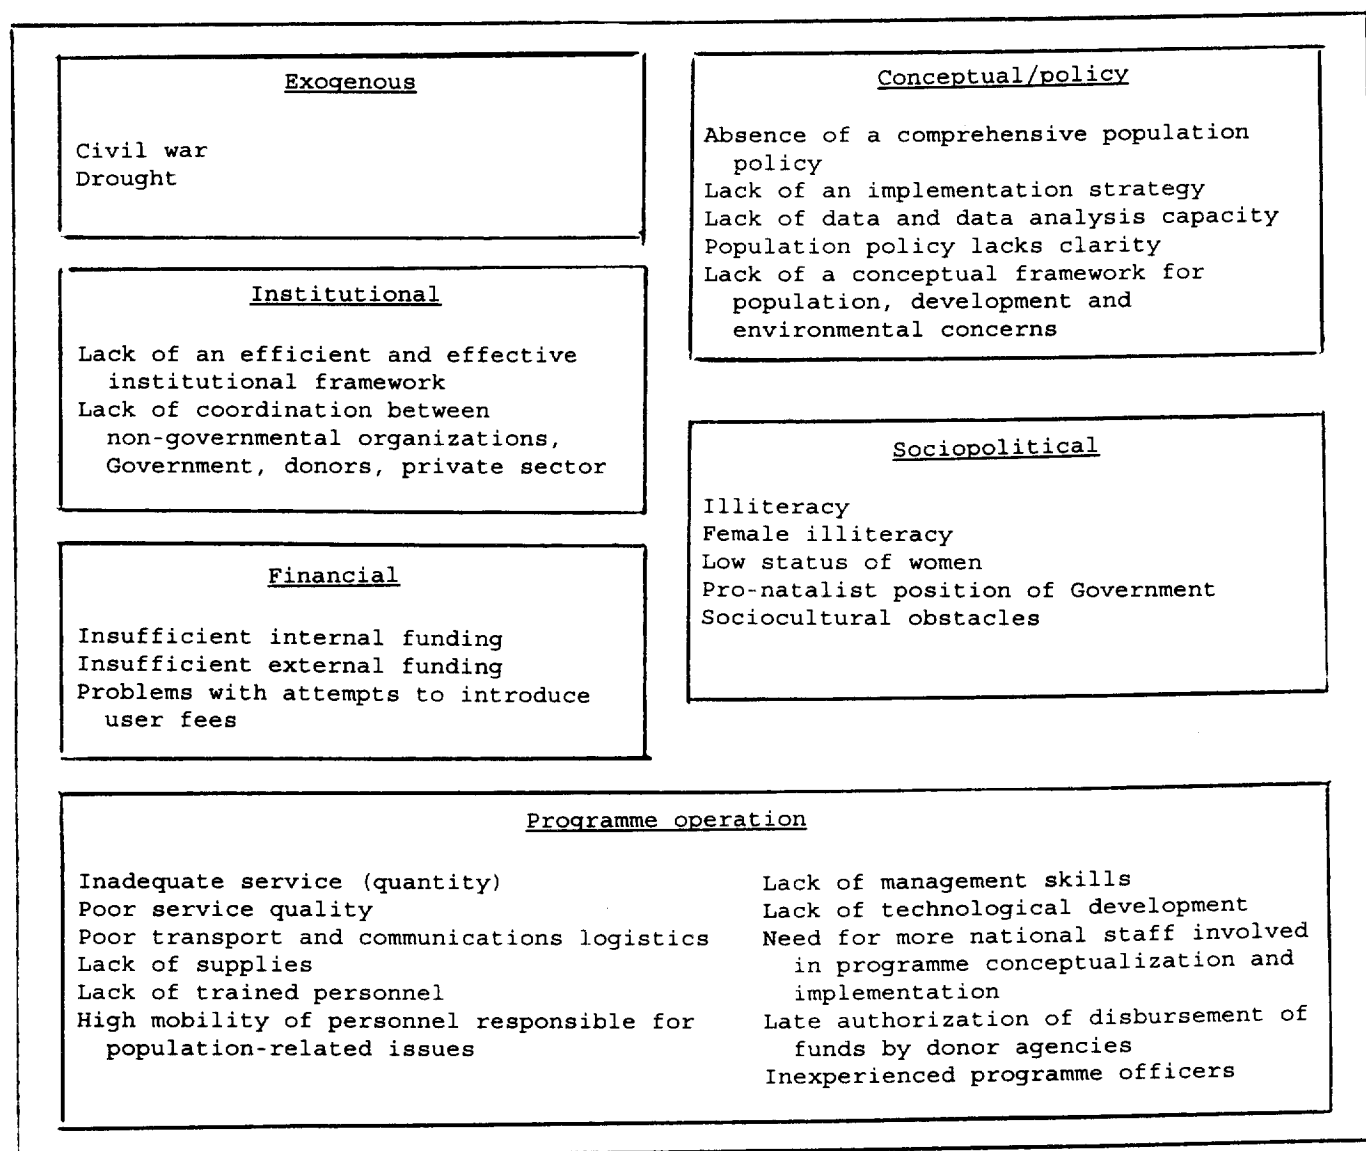 Exogenous
Civil war
Drought
Institutional
Lack of an efficient and effective
institutional framework
Lack of coordination between
non-governmental organizations,
Government, donors, private sector
Financial
Insufficient internal funding
Insufficient external funding
Problems with attempts to introduce
user fees
Conceptual/policy
Absence of a comprehensive population
policy
Lack of an implementation strategy
Lack of data and data analysis capacity
Population policy lacks clarity
Lack of a conceptual framework for
population, development and
environmental concerns
Sociopolitical
Illiteracy
Female illiteracy
Low status of women
Pro-natalist position of Government
Sociocultural obstacles
Programme operation
Inadequate service (quantity)
Poor service quality
Poor transport and communications logistics
Lack of supplies
Lack of trained personnel
High mobility of personnel responsible for
population-related issues
Lack of management skills
Lack of technological development
Need for more national staff involved
in programme conceptualization and
implementation
Late authorization of disbursement of
funds by donor agencies
Inexperienced programme officers